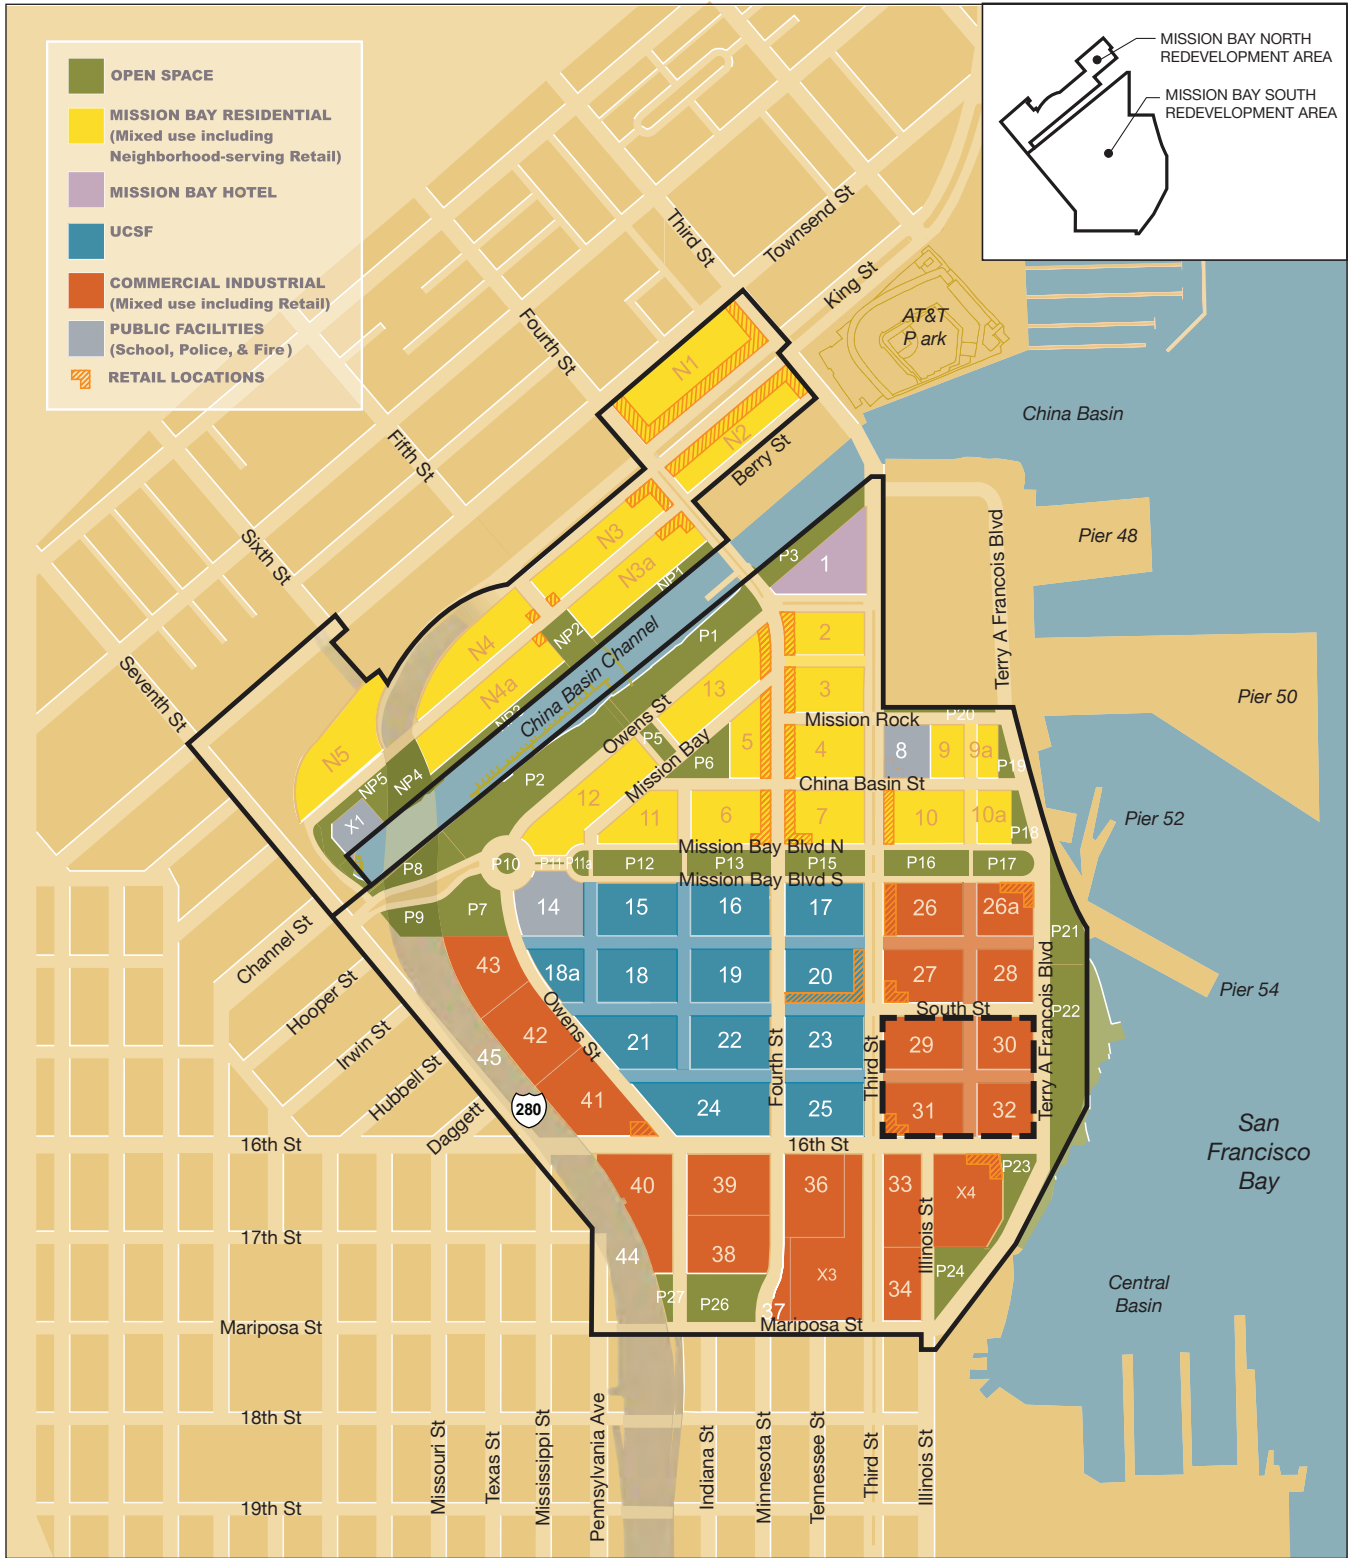 MISSION BAY NORTH
REDEVELOPMENT AREA
MISSION BAY SOUTH
REDEVELOPMENT AREA
OPEN SPACE
MISSION BAY RESIDENTIAL
(Mixed use including
Neighborhood-serving Retail)
MISSION BAY HOTEL
UCSF
COMMERCIAL INDUSTRIAL
(Mixed use including Retail)
PUBLIC FACILITIES
(School, Police, & Fire)
RETAIL LOCATIONS
Third St
Townsend St
King St
AT&T
P ark
Fourth St
Fifth St
Sixth St
Seventh St
Berry St
China Basin
Pier 48
Pier 50
Pier 52
Pier 54
San
Francisco
Bay
Central
Basin
Terry A Francois Blvd
N1
N2
N3
N3a
NP1
NP2
N4
N4a
NP3
N5
NP5
NP4
X1
China Basin Channel
P3
1
P1
2
3
13
Owens St
P5
Mission Bay
P6
5
4
Mission Rock
P20
8
9
9a
P19
China Basin St
P2
12
11
6
7
10
10a
P18
Mission Bay Blvd N
P8
P10
P11
P11a
P12
P13
P15
P16
P17
Mission Bay Blvd S
P9
P7
14
15
16
17
26
26a
P21
43
18a
18
19
20
27
28
South St
P22
Owens St
42
45
21
22
23
29
30
Fourth St
Third St
Terry A Francois Blvd
280
41
24
25
31
32
Channel St
Hooper St
Irwin St
Hubbell St
Daggett
16th St
16th St
40
39
36
33
X4
P23
17th St
44
38
X3
34
Illinois St
P24
P27
P26
37
Mariposa St
Mariposa St
18th St
19th St
Missouri St
Texas St
Mississippi St
Pennsylvania Ave
Indiana St
Minnesota St
Tennessee St
Third St
Illinois St